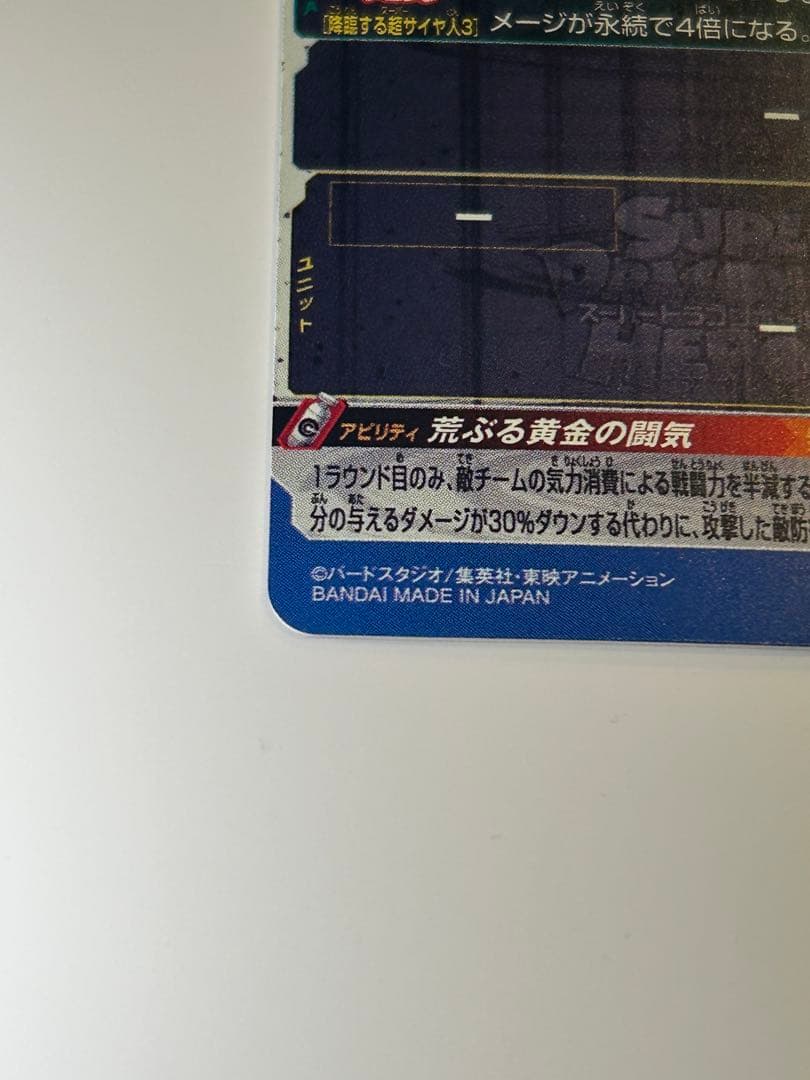 [降臨する超サイヤ人3] メージが永続で4倍になる。
ー
ー
ユニット
ー
アビリティ 荒ぶる黄金の闘気
1ラウンド目のみ、敵チームの気力消費による戦闘力を半減する
分の与えるダメージが30%ダウンする代わりに、攻撃した敵防
©バードスタジオ/集英社・東映アニメーション
BANDAI MADE IN JAPAN